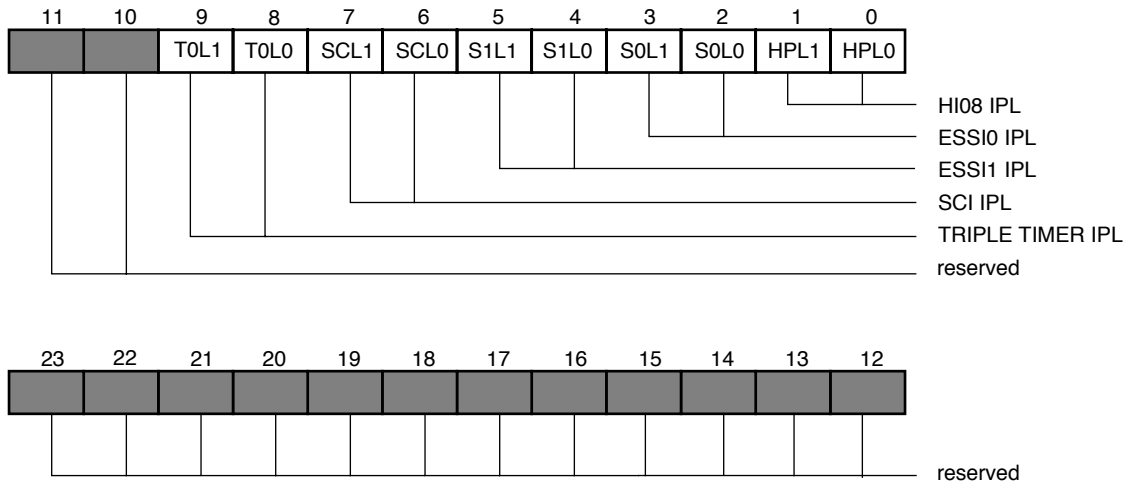 11 10 9 8 7 6 5 4 3 2 1 0
T0L1 T0L0 SCL1 SCL0 S1L1 S1L0 S0L1 S0L0 HPL1 HPL0
HI08 IPL
ESSI0 IPL
ESSI1 IPL
SCI IPL
TRIPLE TIMER IPL
reserved
23 22 21 20 19 18 17 16 15 14 13 12
reserved